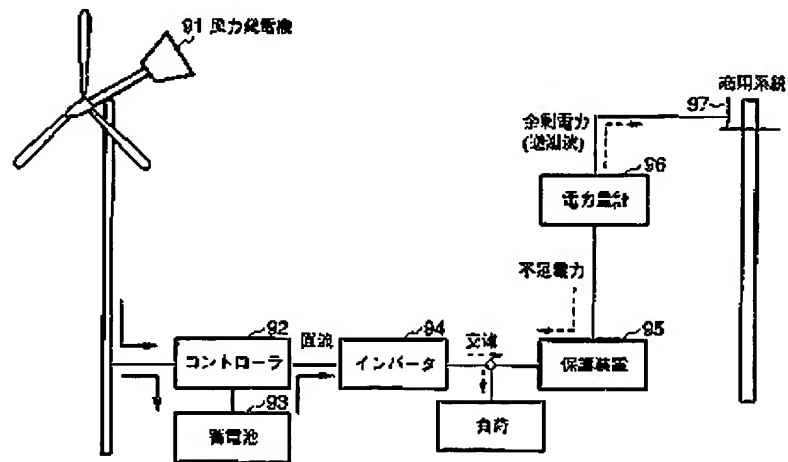 91 風力発電機
商用系統
97
余剰電力
(逆潮流)
96
電力量計
不足電力
92
94
交流
95
コントローラ
直流
インバータ
保護装置
93
蓄電池
負荷